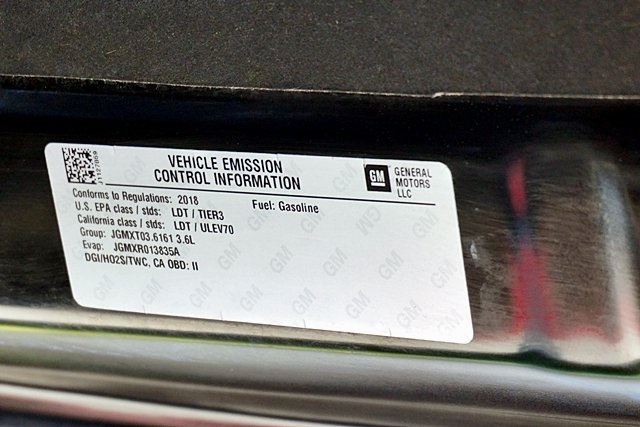 VEHICLE EMISSION
CONTROL INFORMATION
GM
GENERAL
MOTORS
LLC
Conforms to Regulations: 2018
Fuel: Gasoline
U.S. EPA class / stds: LDT / TIER3
California class / stds: LDT / ULEV70
Group: JGMXT03.6161 3.6L
Evap: JGMXR013835A
DGI/HO2S/TWC, CA OBD: II